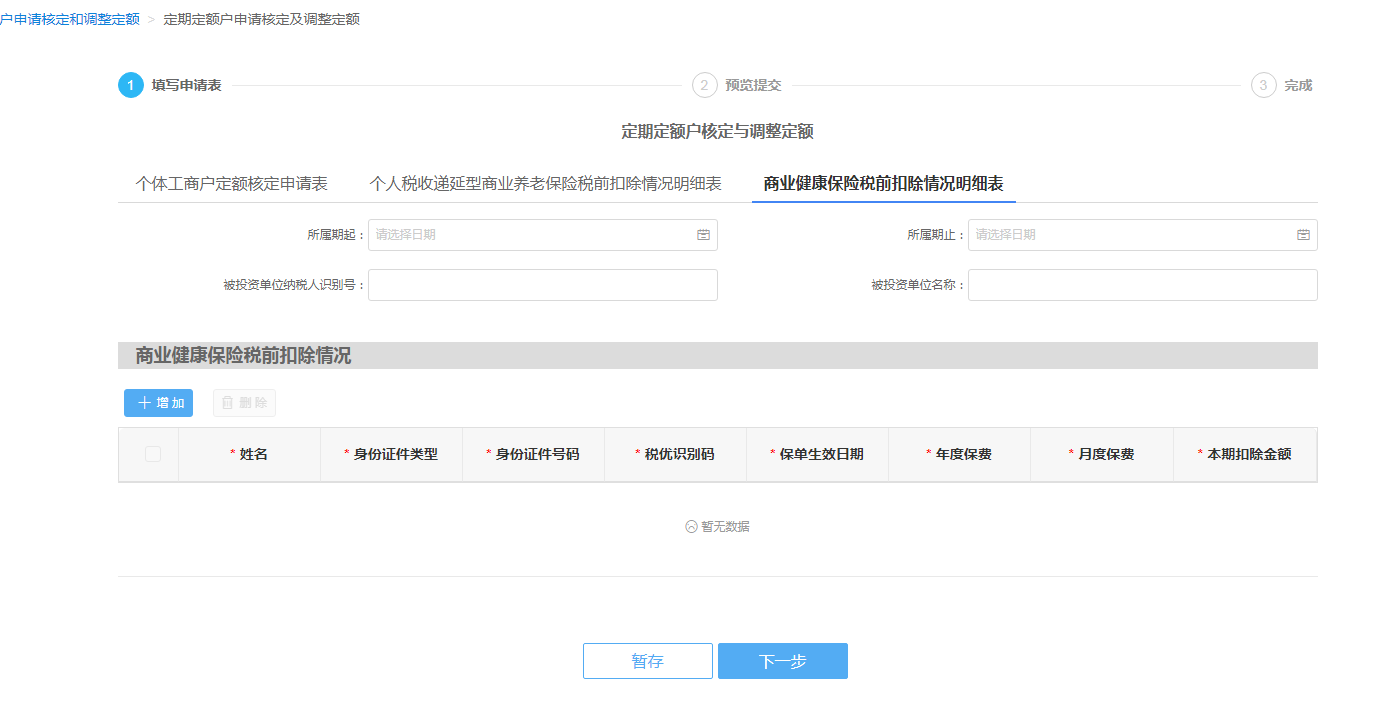 户申请核定和调整定额 > 定期定额户申请核定及调整定额
1 填写申请表 2 预览提交 3 完成
定期定额户核定与调整定额
个体工商户定额核定申请表 个人税收递延型商业养老保险税前扣除情况明细表 商业健康保险税前扣除情况明细表
所属期起： 请选择日期 所属期止： 请选择日期
被投资单位纳税人识别号： 被投资单位名称：
商业健康保险税前扣除情况
增加 删除
* 姓名 * 身份证件类型 * 身份证件号码 * 税优识别码 * 保单生效日期 * 年度保费 * 月度保费 * 本期扣除金额
暂无数据
暂存 下一步